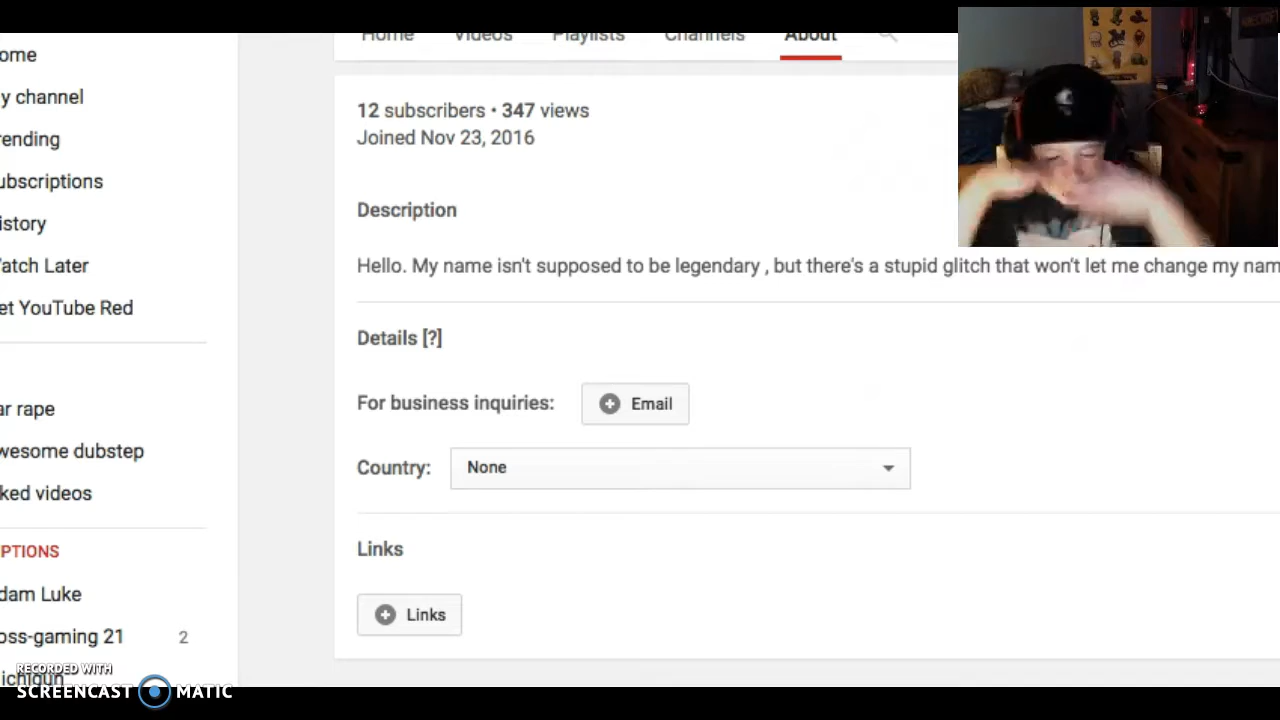 Home Videos Playlists Channels About
ome
y channel
rending
ubscriptions
istory
atch Later
et YouTube Red
ar rape
wesome dubstep
ked videos
PTIONS
dam Luke
oss-gaming 21 2
ichigun
12 subscribers • 347 views
Joined Nov 23, 2016
Description
Hello. My name isn't supposed to be legendary , but there's a stupid glitch that won't let me change my nam
Details [?]
For business inquiries: Email
Country: None
Links
Links
RECORDED WITH
SCREENCAST MATIC